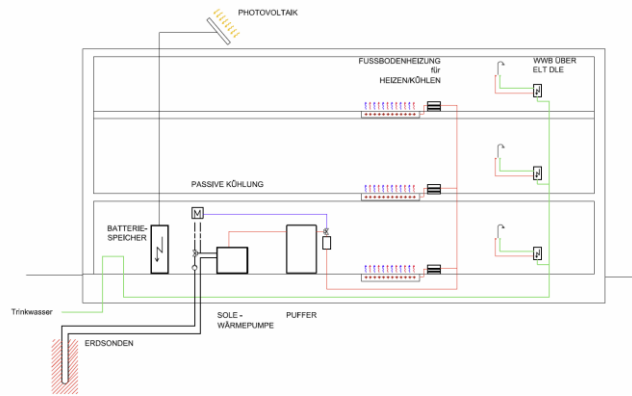 PHOTOVOLTAIK
FUSSBODENHEIZUNG
für
HEIZEN/KÜHLEN
WWB ÜBER
ELT DLE
PASSIVE KÜHLUNG
BATTERIE-
SPEICHER
M
Trinkwasser
SOLE -
WÄRMEPUMPE
PUFFER
ERDSONDEN